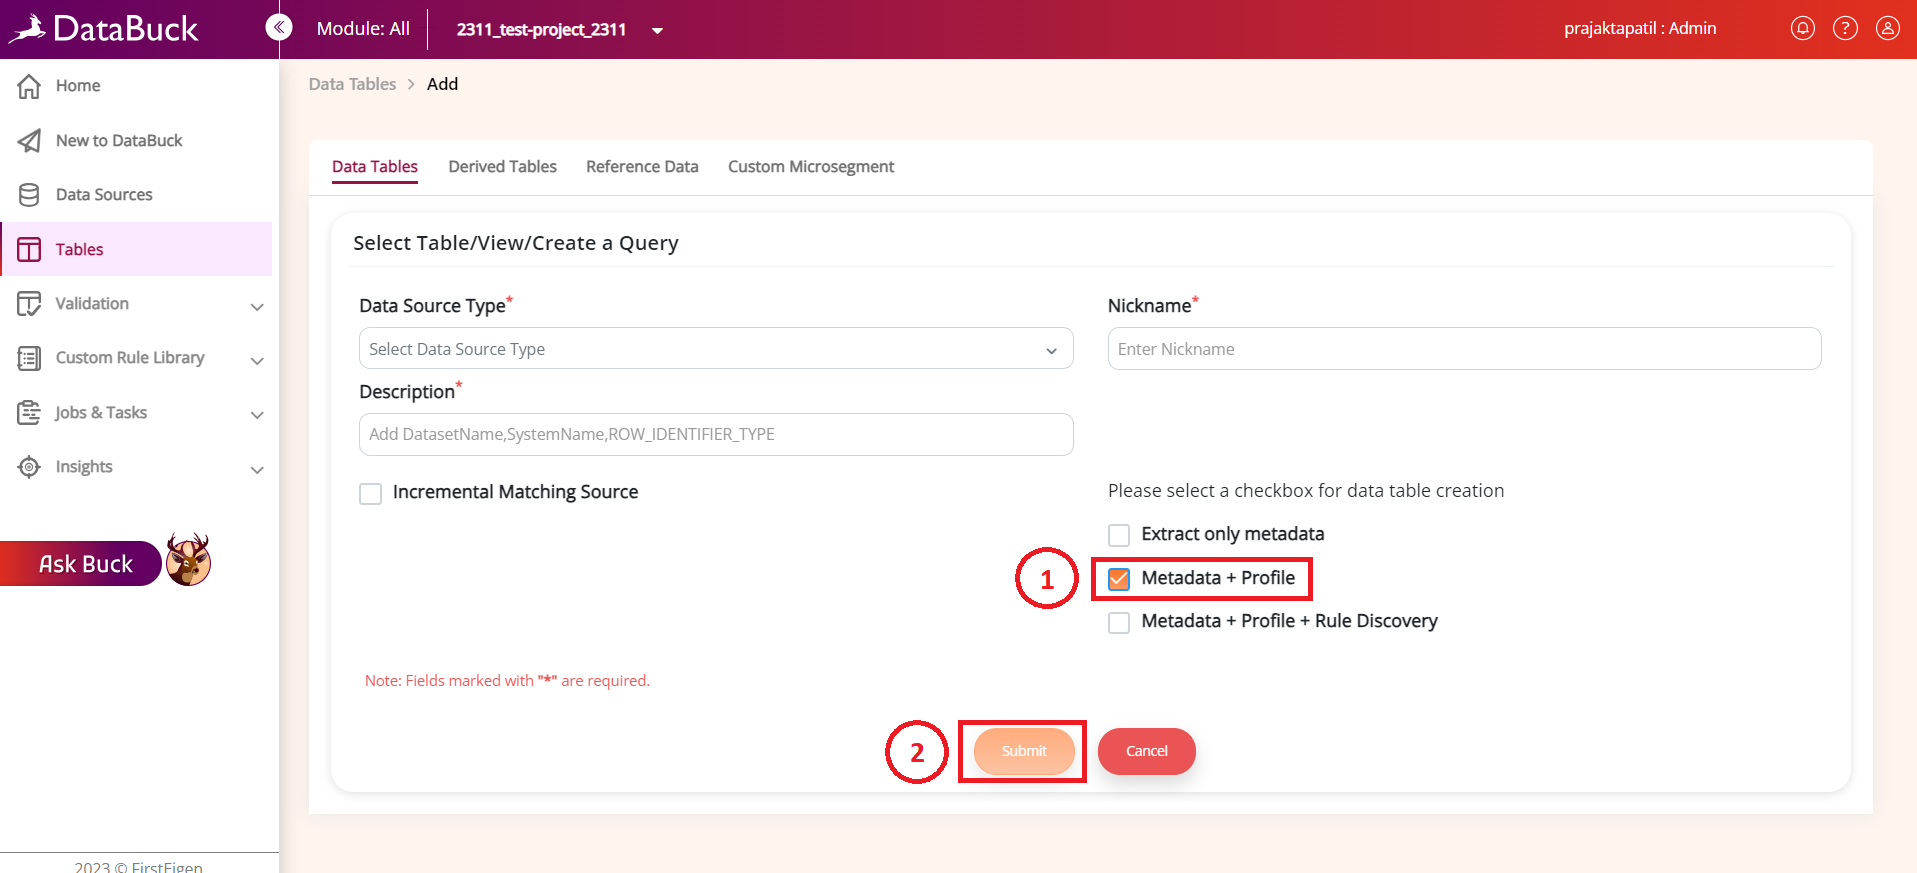 DataBuck
Module: All
2311_test-project_2311
prajaktapatil : Admin
Home
New to DataBuck
Data Sources
Tables
Validation
Custom Rule Library
Jobs & Tasks
Insights
Ask Buck
2023 © FirstEigen
Data Tables > Add
Data Tables
Derived Tables
Reference Data
Custom Microsegment
Select Table/View/Create a Query
Data Source Type*
Select Data Source Type
Nickname*
Enter Nickname
Description*
Add DatasetName,SystemName,ROW_IDENTIFIER_TYPE
Incremental Matching Source
Please select a checkbox for data table creation
Extract only metadata
1
Metadata + Profile
Metadata + Profile + Rule Discovery
Note: Fields marked with "*" are required.
2
Submit
Cancel